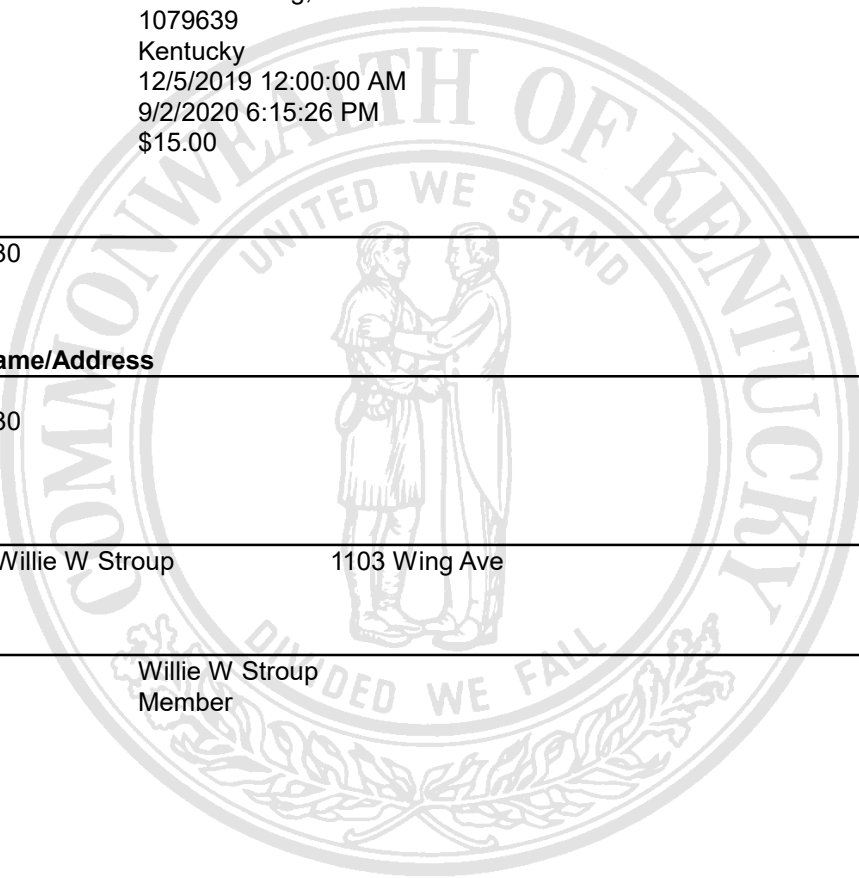 1079639
Kentucky
12/5/2019 12:00:00 AM
9/2/2020 6:15:26 PM
$15.00
COMMONWEALTH OF KENTUCKY
UNITED WE STAND
30
ame/Address
30
Willie W Stroup 1103 Wing Ave
Willie W Stroup
Member
DIVIDED WE FALL